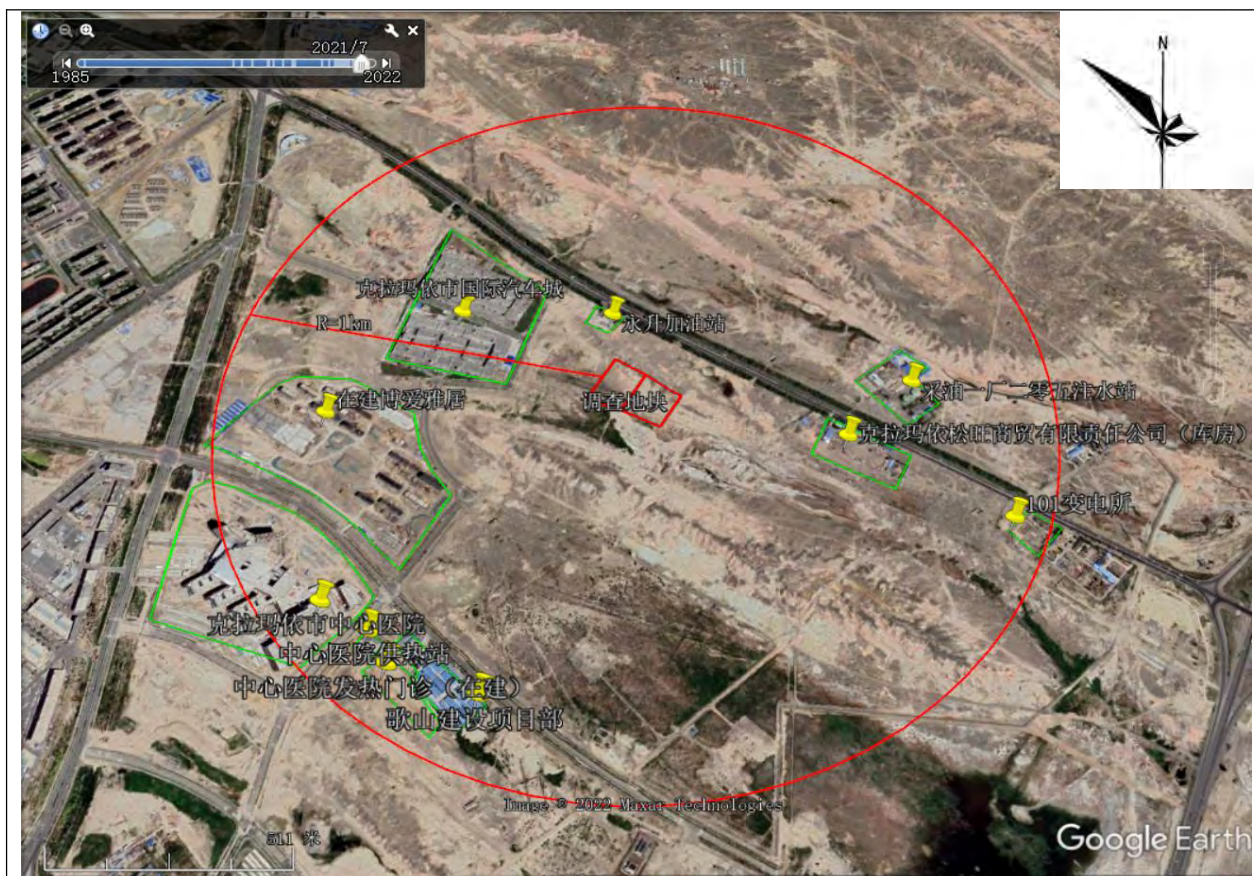 2021/7
1985
2022
N
克拉玛依市国际汽车城
R=1km
永升加油站
调查地块
采油一厂二零五注水站
在建博爱雅居
克拉玛依松旺商贸有限责任公司（库房）
101变电所
克拉玛依市中心医院
中心医院供热站
中心医院发热门诊（在建）
歌山建设项目部
Image © 2022 Maxar Technologies
511 米
Google Earth